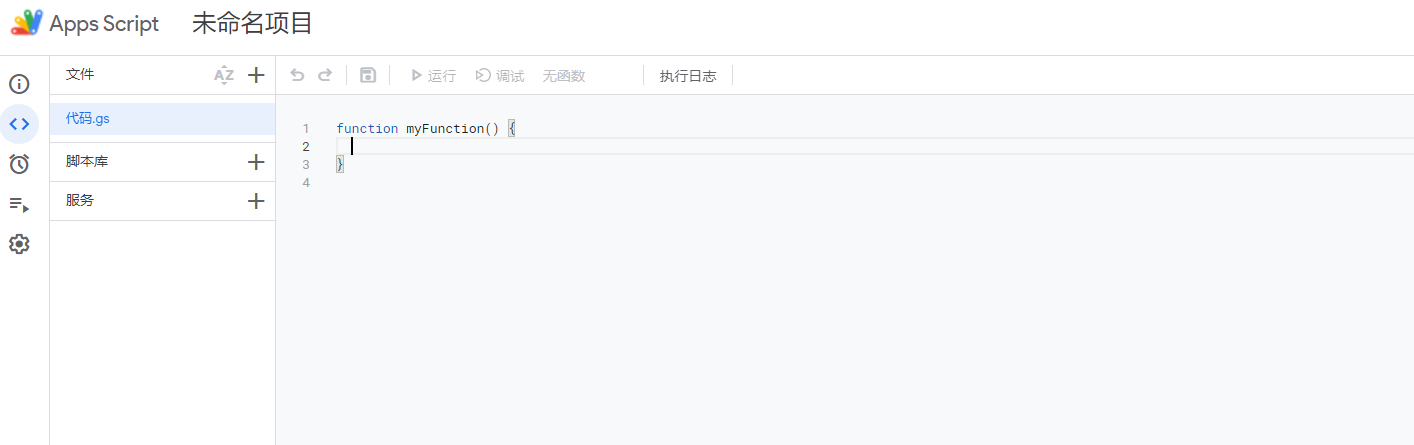 Apps Script 未命名项目
文件 AZ
运行 调试 无函数 执行日志
代码.gs
脚本库
服务
1 function myFunction() {
2
3 }
4